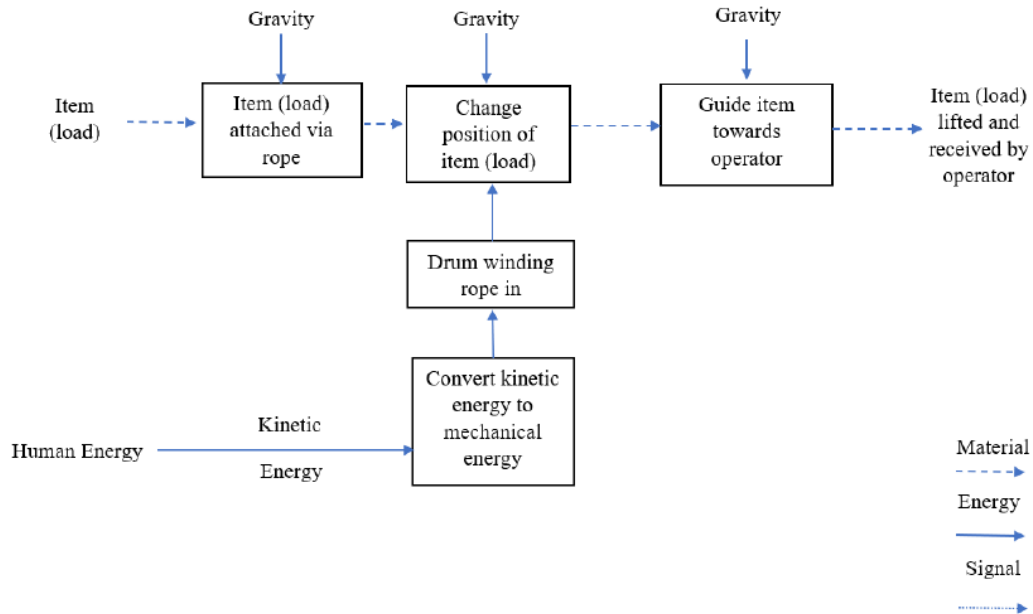 Gravity
Gravity
Gravity
Item
(load)
Item (load)
attached via
rope
Change
position of
item (load)
Guide item
towards
operator
Item (load)
lifted and
received by
operator
Drum winding
rope in
Convert kinetic
energy to
mechanical
energy
Human Energy
Kinetic
Energy
Material
Energy
Signal